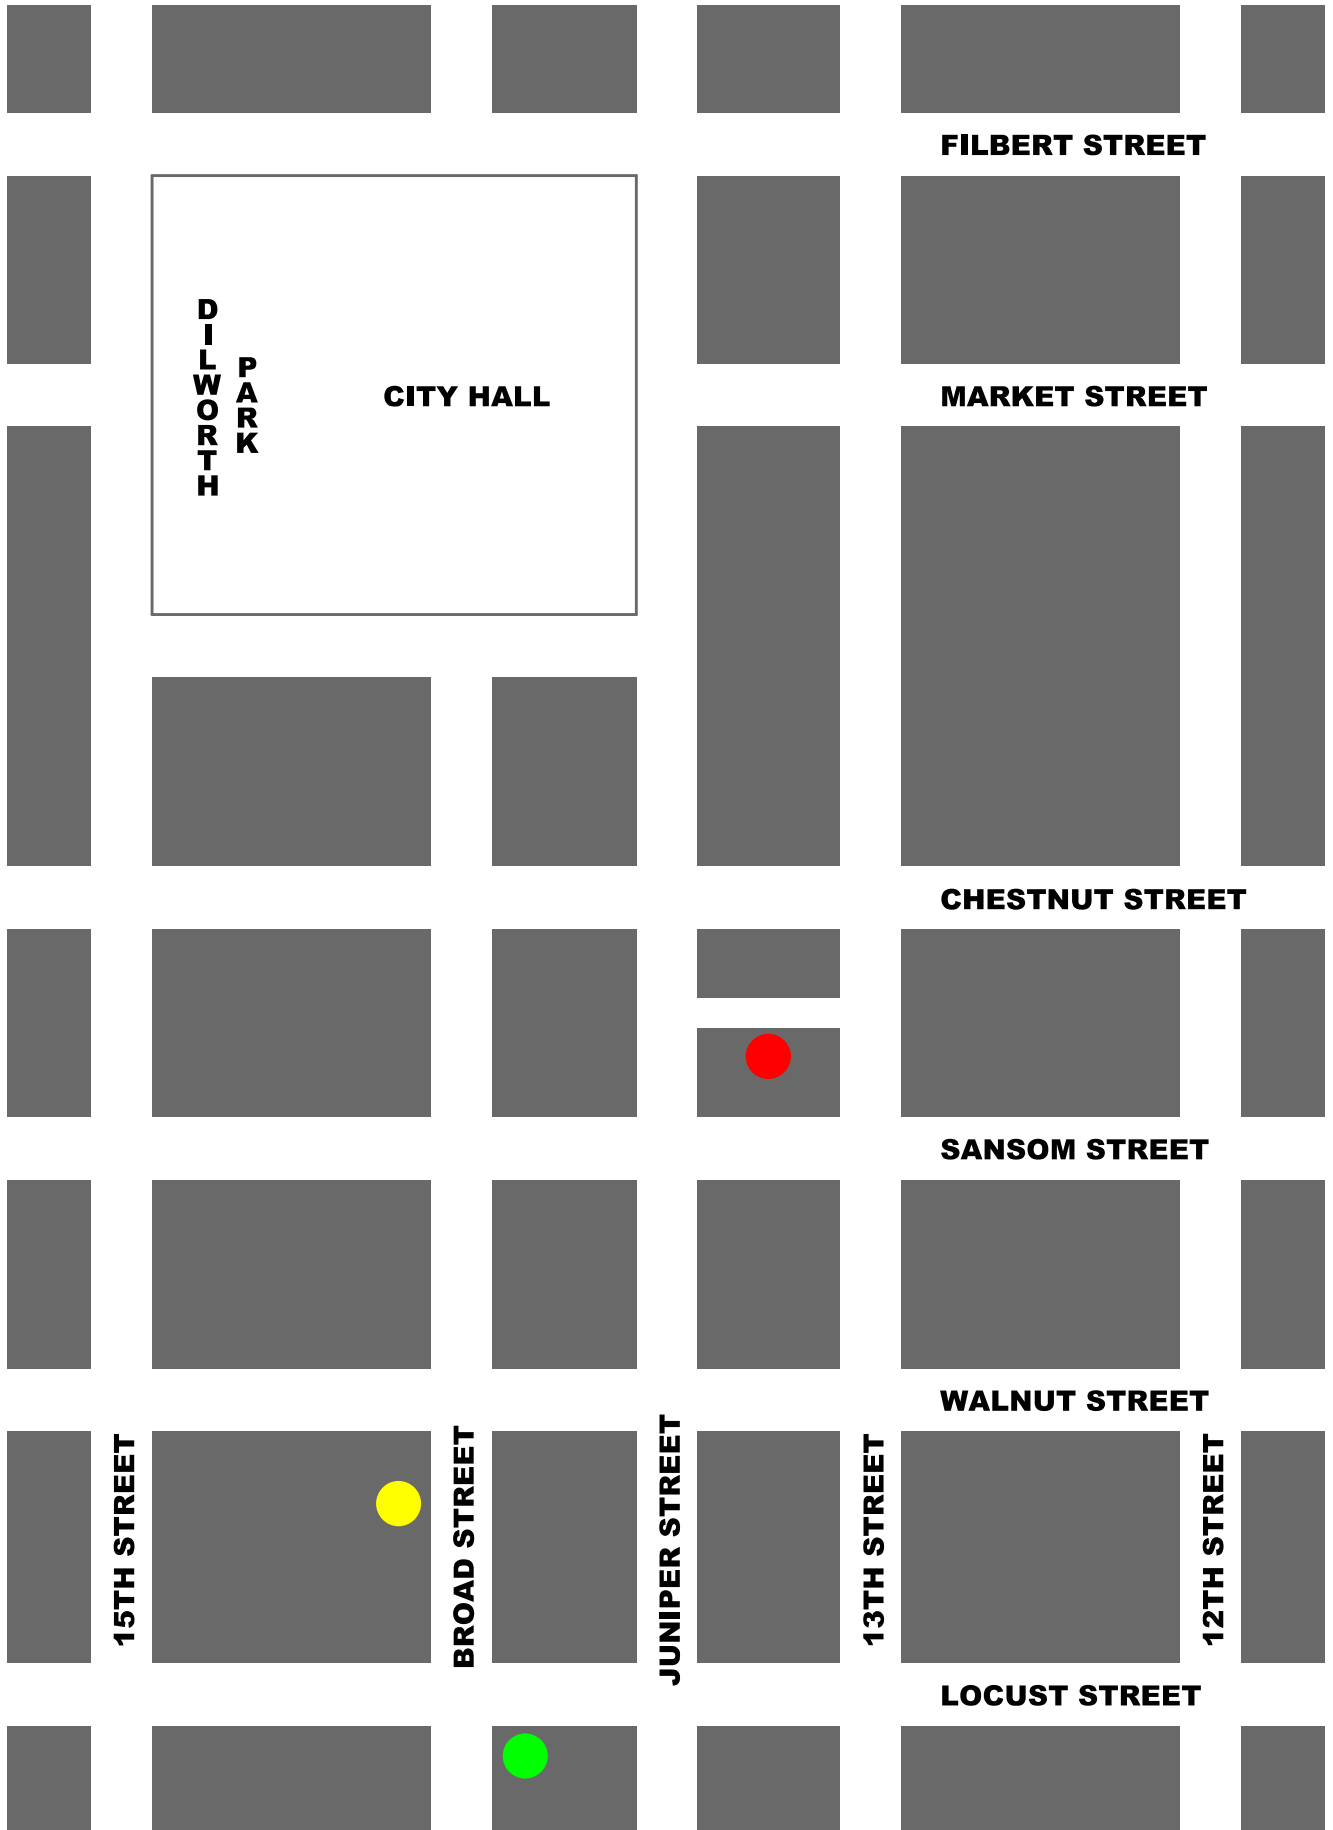 FILBERT STREET
DILWORTH
PARK
CITY HALL
MARKET STREET
CHESTNUT STREET
SANSOM STREET
WALNUT STREET
15TH STREET
BROAD STREET
JUNIPER STREET
13TH STREET
12TH STREET
LOCUST STREET